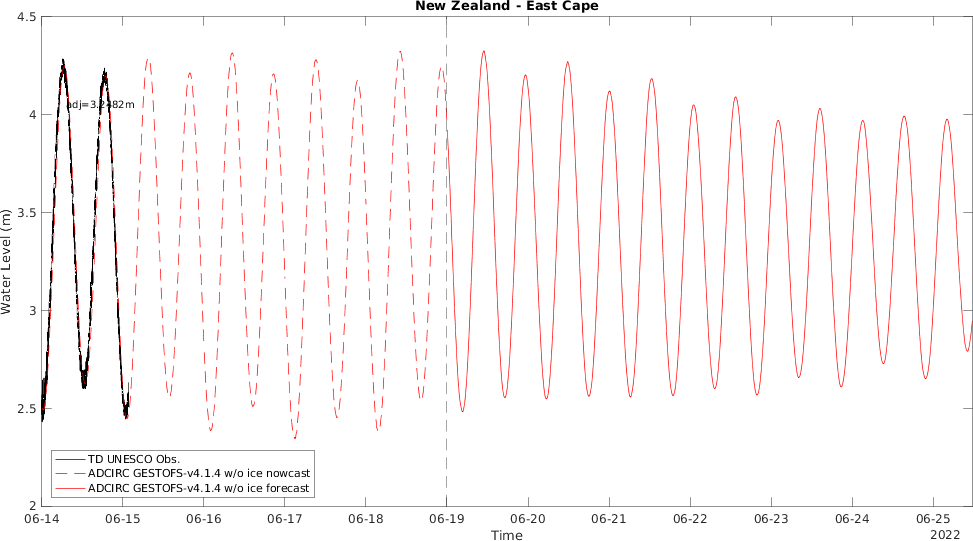 New Zealand - East Cape
4.5
4
3.5
3
2.5
2
Water Level (m)
adj=3.2482m
TD UNESCO Obs.
ADCIRC GESTOFS-v4.1.4 w/o ice nowcast
ADCIRC GESTOFS-v4.1.4 w/o ice forecast
06-14 06-15 06-16 06-17 06-18 06-19 06-20 06-21 06-22 06-23 06-24 06-25
2022
Time